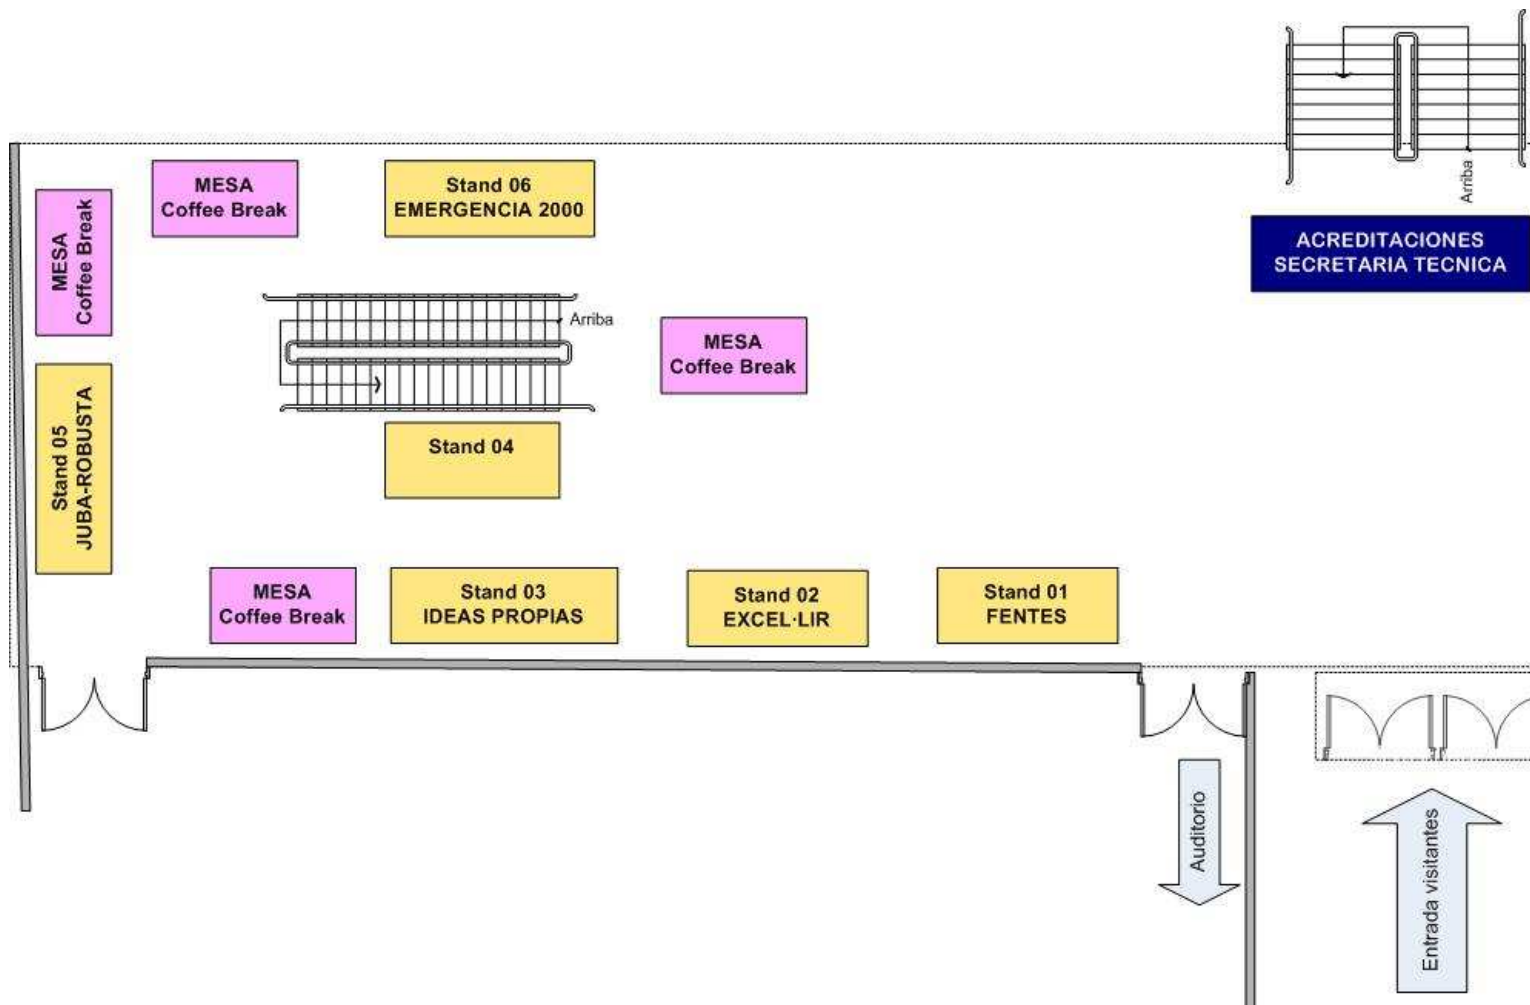 Arriba
ACREDITACIONES
SECRETARIA TECNICA
MESA
Coffee Break
Stand 06
EMERGENCIA 2000
MESA
Coffee Break
Arriba
MESA
Coffee Break
Stand 05
JUBA-ROBUSTA
Stand 04
MESA
Coffee Break
Stand 03
IDEAS PROPIAS
Stand 02
EXCEL·LIR
Stand 01
FENTES
Auditorio
Entrada visitantes